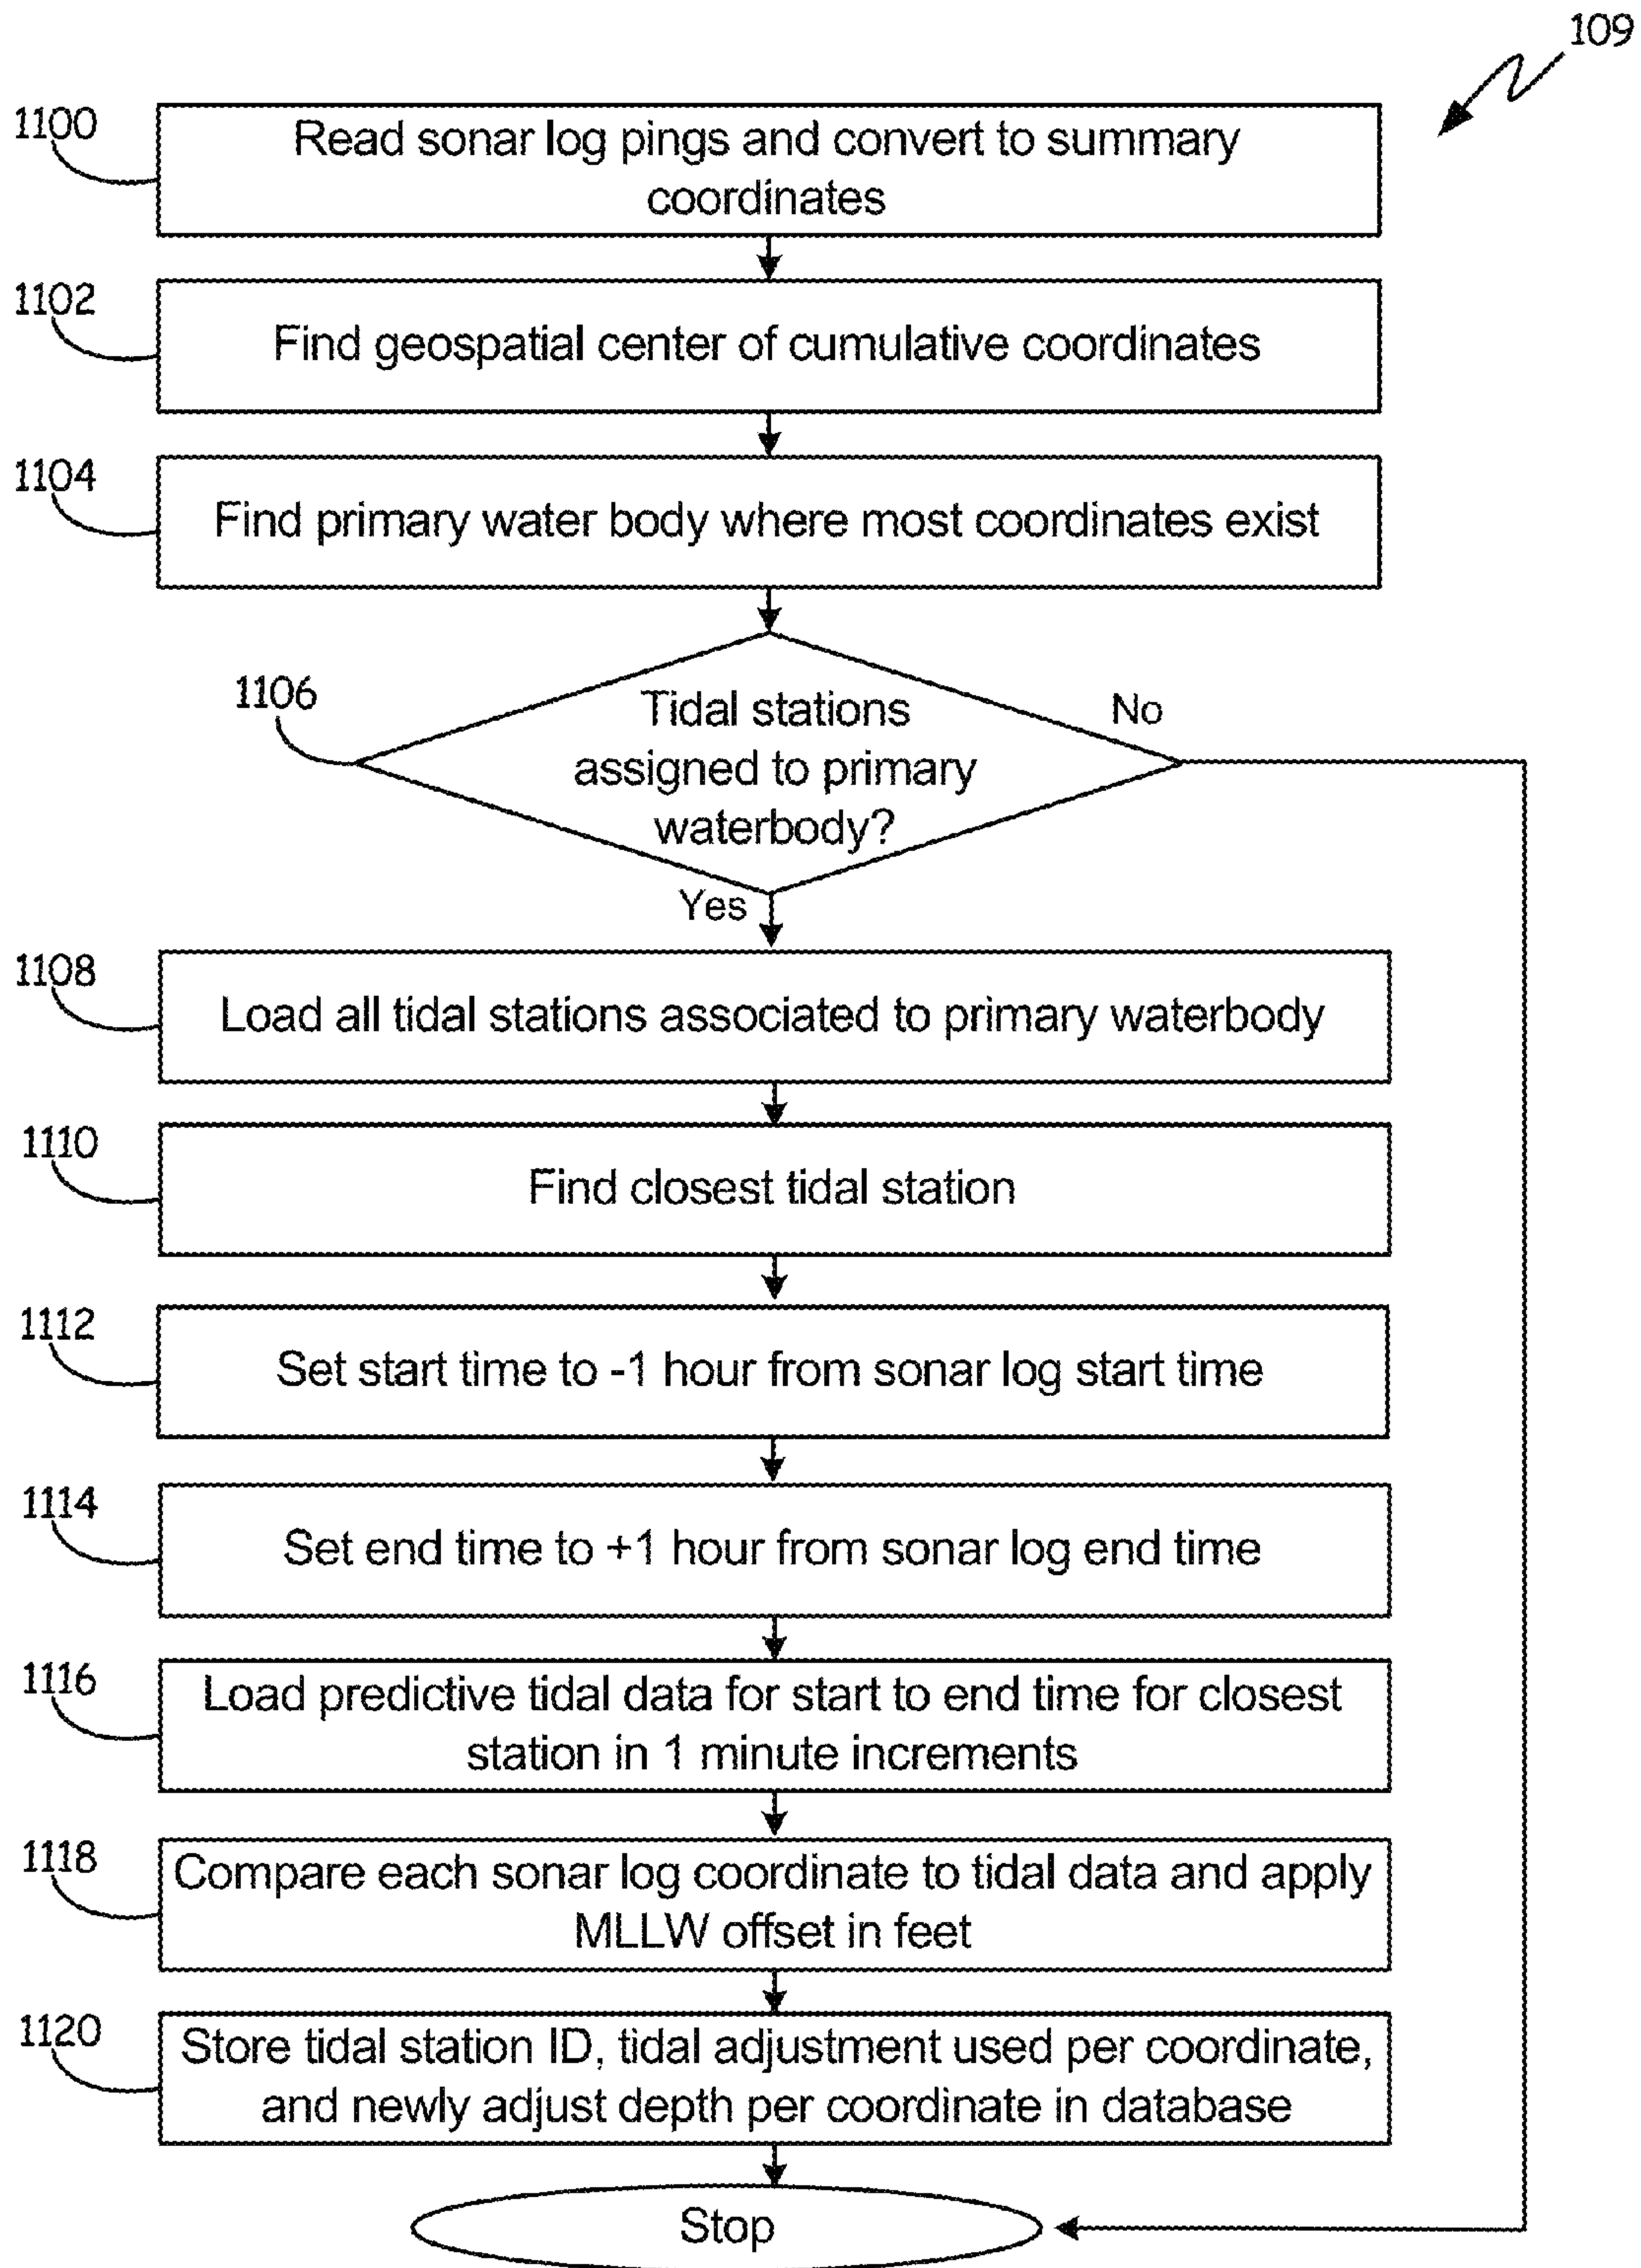 109
1100
Read sonar log pings and convert to summary
coordinates
1102
Find geospatial center of cumulative coordinates
1104
Find primary water body where most coordinates exist
1106
Tidal stations
assigned to primary
waterbody?
No
Yes
1108
Load all tidal stations associated to primary waterbody
1110
Find closest tidal station
1112
Set start time to -1 hour from sonar log start time
1114
Set end time to +1 hour from sonar log end time
1116
Load predictive tidal data for start to end time for closest
station in 1 minute increments
1118
Compare each sonar log coordinate to tidal data and apply
MLLW offset in feet
1120
Store tidal station ID, tidal adjustment used per coordinate,
and newly adjust depth per coordinate in database
Stop